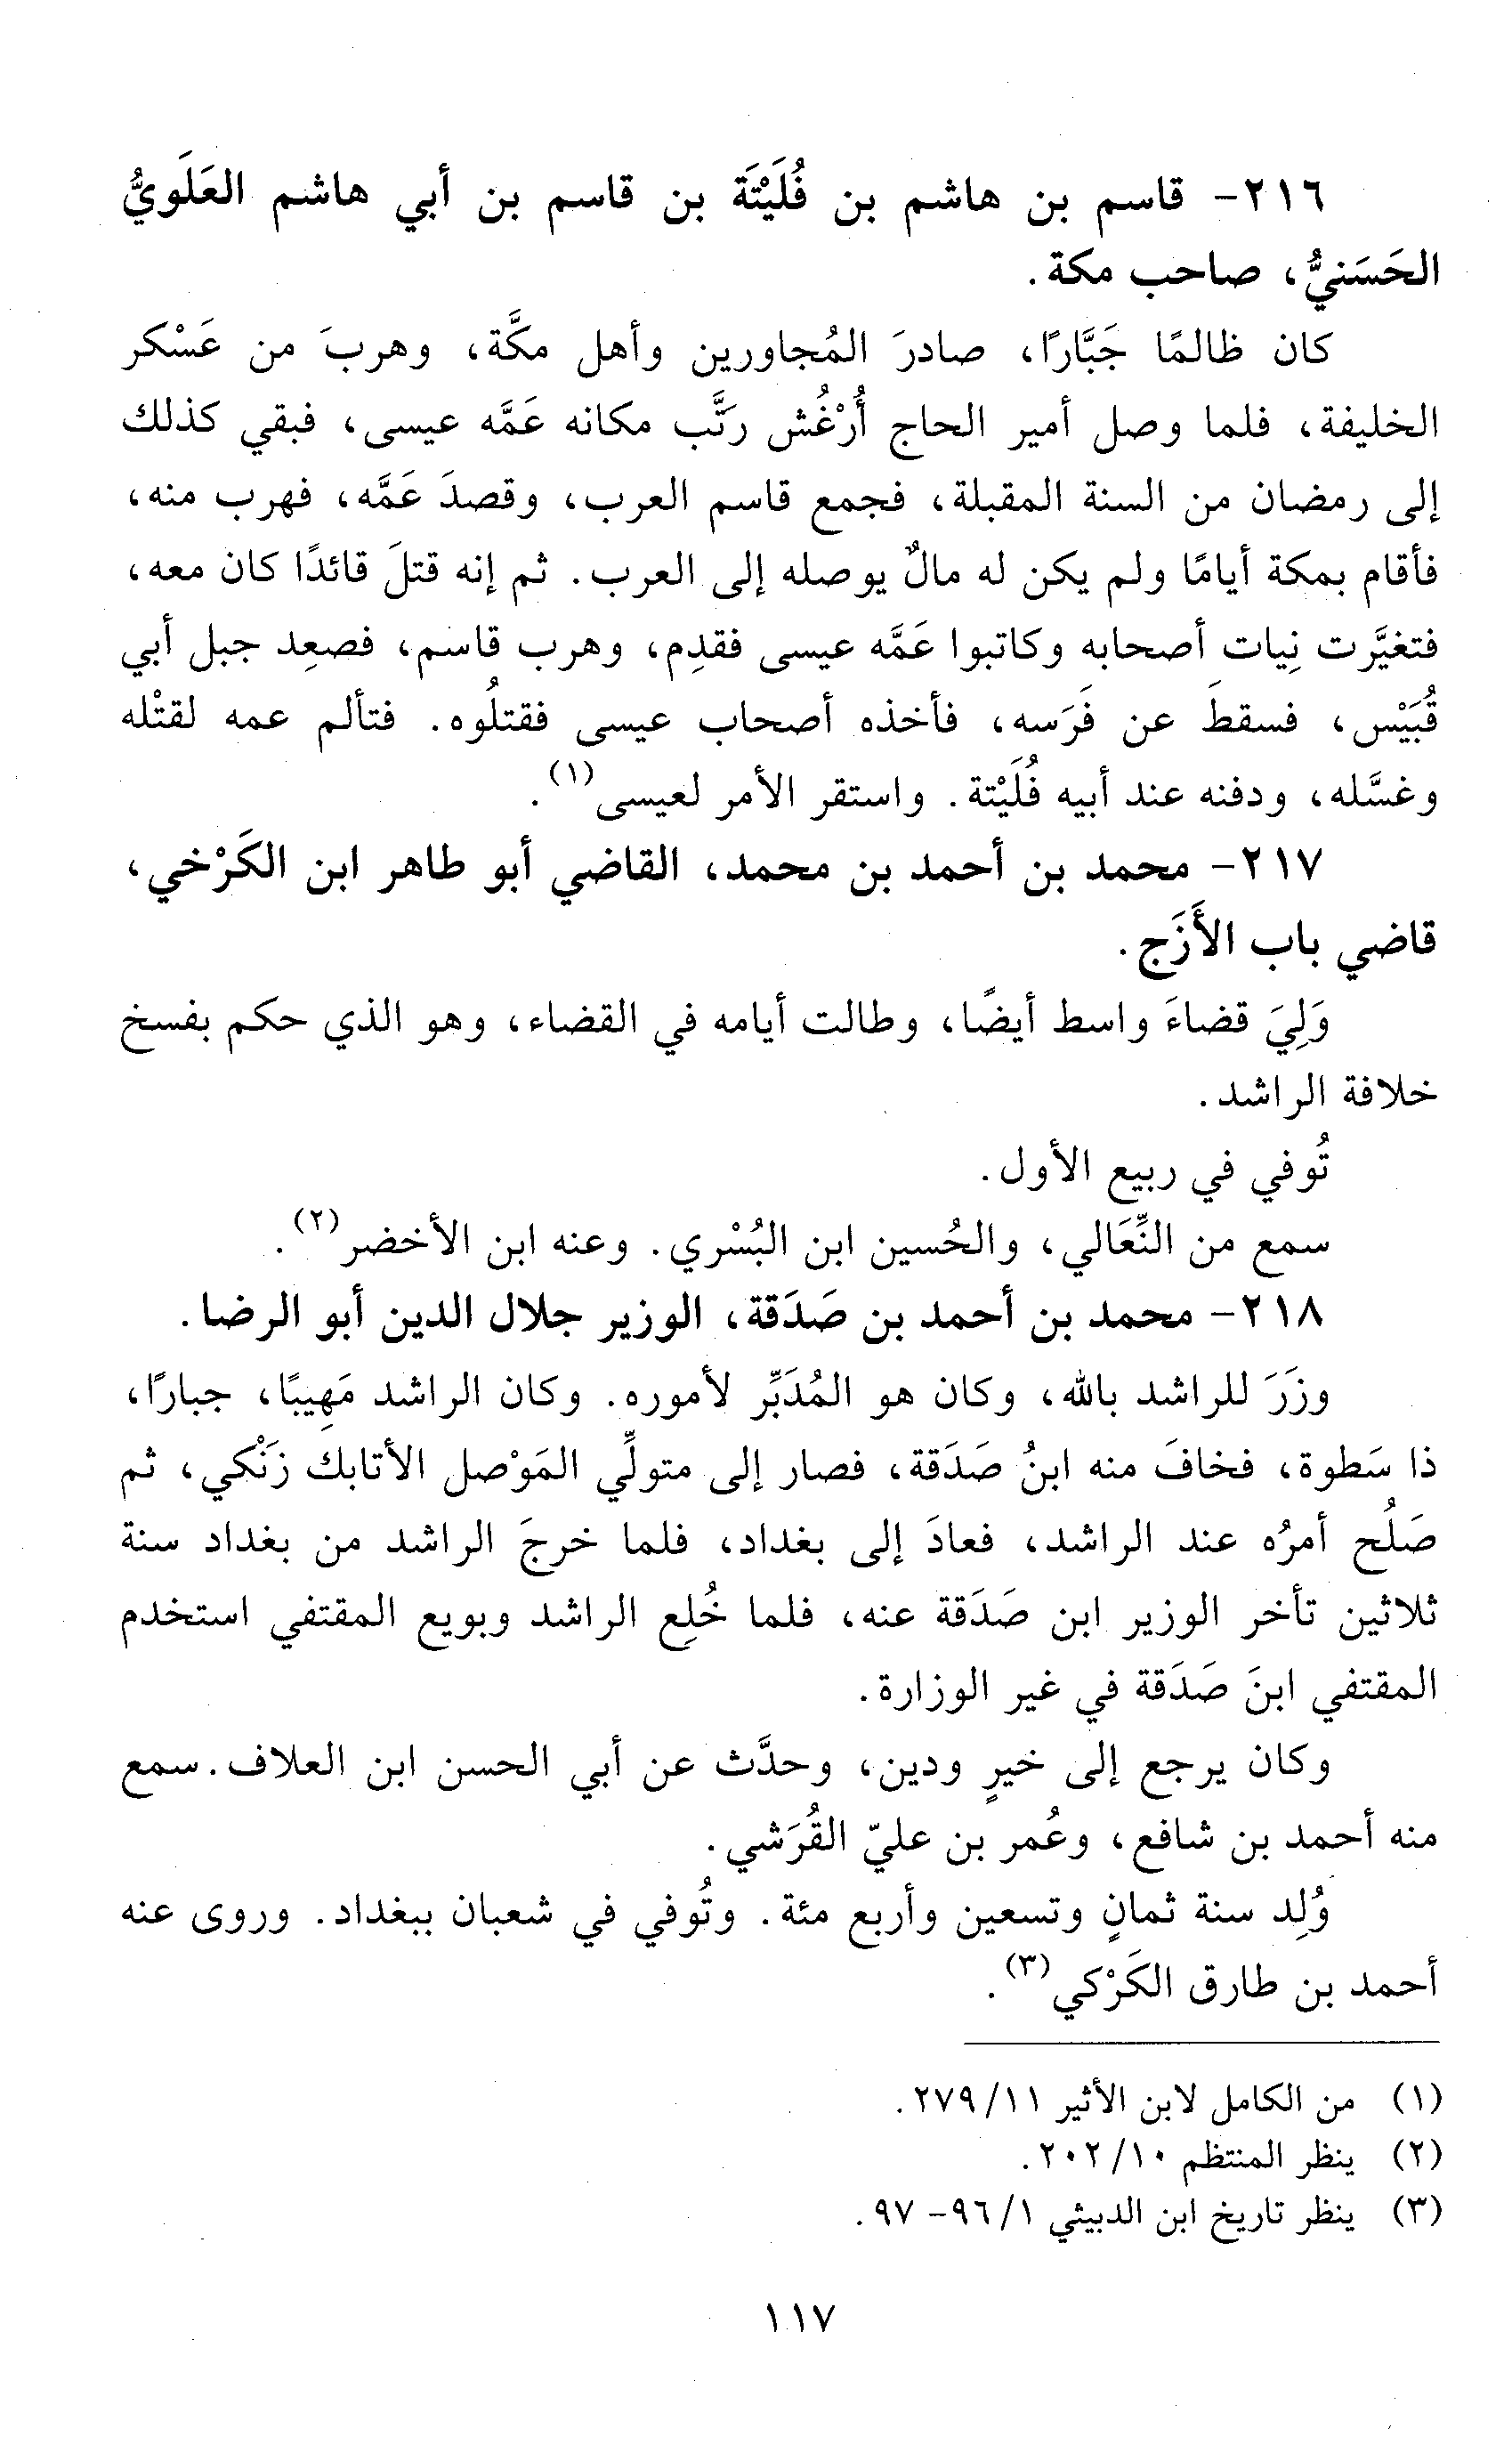 ٢١٦- قاسم بن هاشم بن فُلَيْتَة بن قاسم بن أبي هاشم العَلَويُّ
الحَسَنيُّ، صاحب مكة.
كان ظالمًا جَبَّارًا، صادرَ المُجاورين وأهل مكَّة، وهربَ من عَسْكر
الخليفة، فلما وصل أمير الحاج أُرْغُش رتَّب مكانه عَمَّه عيسى، فبقي كذلك
إلى رمضان من السنة المقبلة، فجمع قاسم العرب، وقصدَ عَمَّه، فهرب منه،
فأقام بمكة أيامًا ولم يكن له مالٌ يوصله إلى العرب. ثم إنه قتلَ قائدًا كان معه،
فتغيَّرت نِيات أصحابه وكاتبوا عَمَّه عيسى فقدِم، وهرب قاسم، فصعِد جبل أبي
قُبَيْس، فسقطَ عن فَرَسه، فأخذه أصحاب عيسى فقتلُوه. فتألم عمه لقتْله
وغسَّله، ودفنه عند أبيه فُلَيْتة. واستقر الأمر لعيسى(١).
٢١٧- محمد بن أحمد بن محمد، القاضي أبو طاهر ابن الكَرْخي،
قاضي باب الأَزَج.
وَلِيَ قضاءَ واسط أيضًا، وطالت أيامه في القضاء، وهو الذي حكم بفسخ
خلافة الراشد.
تُوفي في ربيع الأول.
سمع من النِّعَالي، والحُسين ابن البُسْري. وعنه ابن الأخضر(٢).
٢١٨- محمد بن أحمد بن صَدَقة، الوزير جلال الدين أبو الرضا.
وزَرَ للراشد بالله، وكان هو المُدَبِّر لأموره. وكان الراشد مَهِيبًا، جبارًا،
ذا سَطوة، فخافَ منه ابنُ صَدَقة، فصار إلى متولِّي المَوْصل الأتابك زَنْكي، ثم
صَلُح أمرُه عند الراشد، فعادَ إلى بغداد، فلما خرجَ الراشد من بغداد سنة
ثلاثين تأخر الوزير ابن صَدَقة عنه، فلما خُلِع الراشد وبويع المقتفي استخدم
المقتفي ابنَ صَدَقة في غير الوزارة.
وكان يرجع إلى خيرٍ ودين، وحدَّث عن أبي الحسن ابن العلاف. سمع
منه أحمد بن شافع، وعُمر بن عليّ القُرَشي.
وُلِد سنة ثمانٍ وتسعين وأربع مئة. وتُوفي في شعبان ببغداد. وروى عنه
أحمد بن طارق الكَرْكي(٣).
(١) من الكامل لابن الأثير ١١/ ٢٧٩.
(٢) ينظر المنتظم ١٠/ ٢٠٢.
(٣) ينظر تاريخ ابن الدبيثي ١/ ٩٦- ٩٧.
١١٧